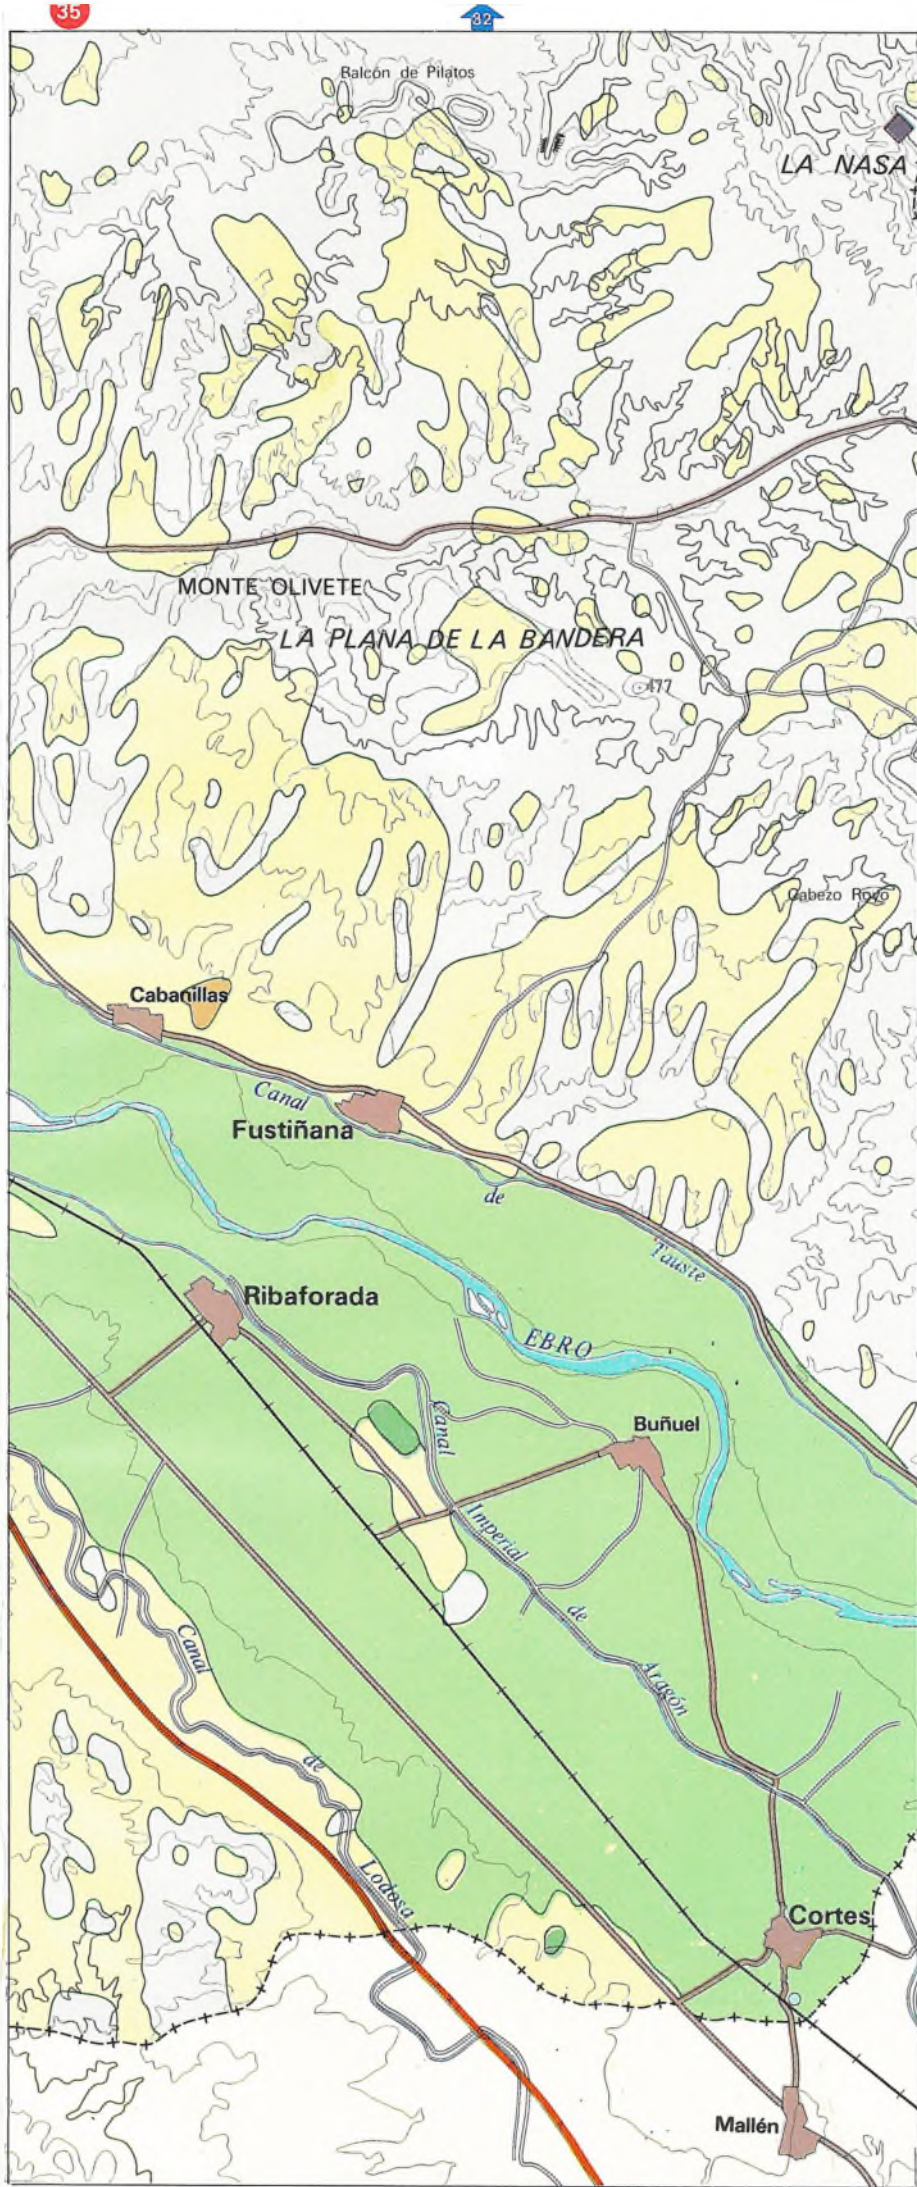 35
32
Balcón de Pilatos
LA NASA
MONTE OLIVETE
LA PLANA DE LA BANDERA
477
Cabezo Royo
Cabanillas
Canal
Fustiñana
de
Tauste
Ribaforada
EBRO
Canal
Buñuel
Imperial
de
Canal
Aragón
de
Lodosa
Cortes
Mallén